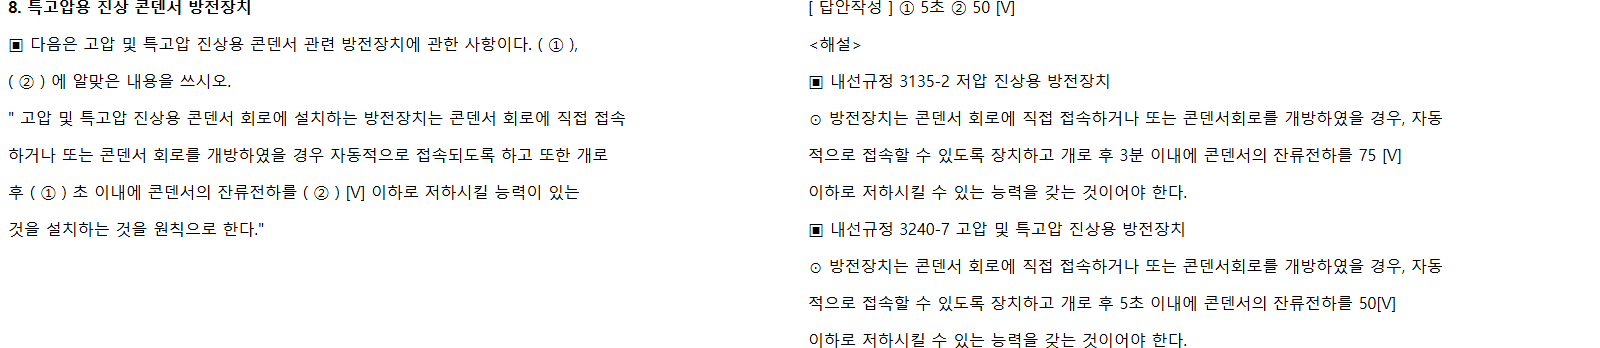 8. 특고압용 진상 콘덴서 방전장치
▣ 다음은 고압 및 특고압 진상용 콘덴서 관련 방전장치에 관한 사항이다. ( ① ),
( ② ) 에 알맞은 내용을 쓰시오.
" 고압 및 특고압 진상용 콘덴서 회로에 설치하는 방전장치는 콘덴서 회로에 직접 접속
하거나 또는 콘덴서 회로를 개방하였을 경우 자동적으로 접속되도록 하고 또한 개로
후 ( ① ) 초 이내에 콘덴서의 잔류전하를 ( ② ) [V] 이하로 저하시킬 능력이 있는
것을 설치하는 것을 원칙으로 한다."
[ 답안작성 ] ① 5초 ② 50 [V]
<해설>
▣ 내선규정 3135-2 저압 진상용 방전장치
⊙ 방전장치는 콘덴서 회로에 직접 접속하거나 또는 콘덴서회로를 개방하였을 경우, 자동
적으로 접속할 수 있도록 장치하고 개로 후 3분 이내에 콘덴서의 잔류전하를 75 [V]
이하로 저하시킬 수 있는 능력을 갖는 것이어야 한다.
▣ 내선규정 3240-7 고압 및 특고압 진상용 방전장치
⊙ 방전장치는 콘덴서 회로에 직접 접속하거나 또는 콘덴서회로를 개방하였을 경우, 자동
적으로 접속할 수 있도록 장치하고 개로 후 5초 이내에 콘덴서의 잔류전하를 50[V]
이하로 저하시킬 수 있는 능력을 갖는 것이어야 한다.